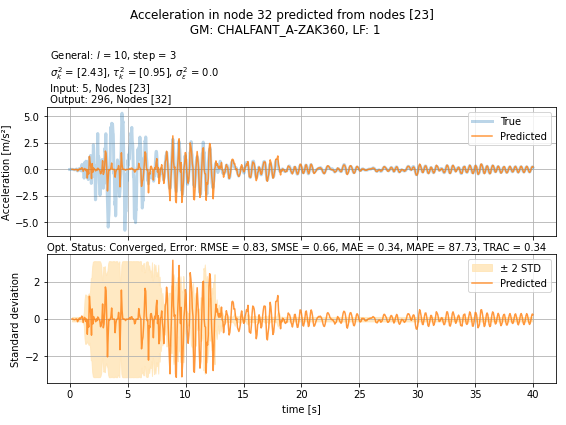 Acceleration in node 32 predicted from nodes [23]
GM: CHALFANT_A-ZAK360, LF: 1
General: l = 10, step = 3
σ²ₖ = [2.43], τ²ₖ = [0.95], σ²ε = 0.0
Input: 5, Nodes [23]
Output: 296, Nodes [32]
Acceleration [m/s²]
5.0
2.5
0.0
−2.5
−5.0
True
Predicted
Opt. Status: Converged, Error: RMSE = 0.83, SMSE = 0.66, MAE = 0.34, MAPE = 87.73, TRAC = 0.34
Standard deviation
2
0
−2
± 2 STD
Predicted
0 5 10 15 20 25 30 35 40
time [s]